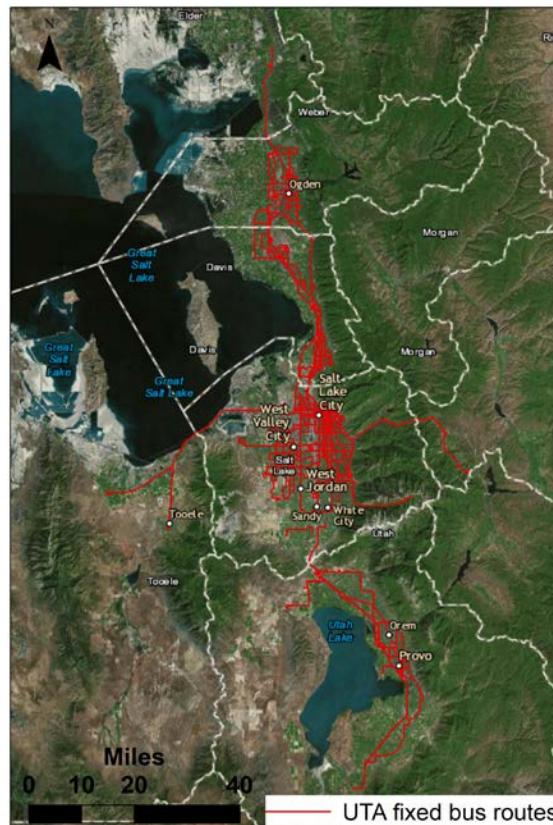 Elder
Ri
N
Weber
Ogden
Morgan
Great
Salt
Lake
Davis
Davis
Morgan
Great
Salt
Lake
Great
Salt Lake
Salt
Lake
City
West
Valley
City
Salt
Lake
West
Jordan
Tooele
Sandy
White
City
Utah
Tooele
Utah
Lake
Orem
Provo
Miles
0 10 20 40
UTA fixed bus routes